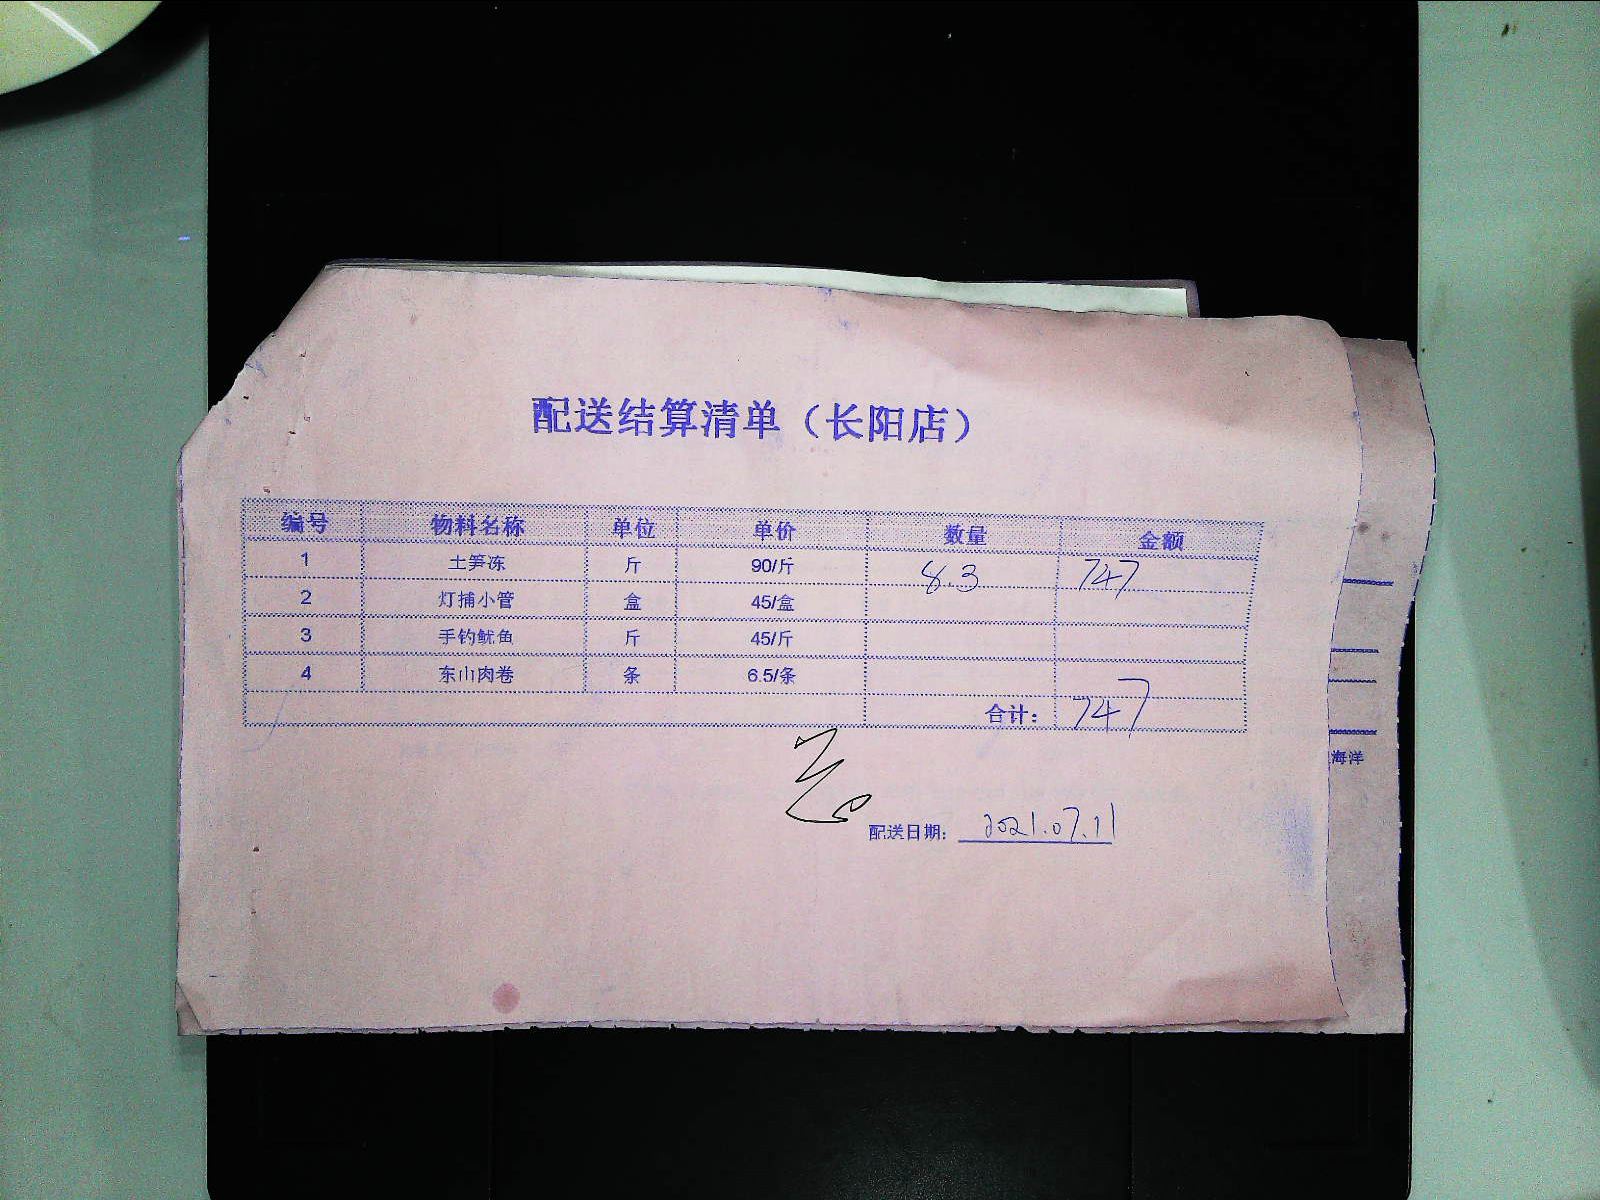 配送结算清单（长阳店）
编号 物料名称 单位 单价 数量 金额
1 土笋冻 斤 90/斤 8.3 747
2 灯捕小管 盒 45/盒
3 手钓鱿鱼 斤 45/斤
4 东山肉卷 条 6.5/条
合计： 747
海洋
配送日期： 2021.07.11